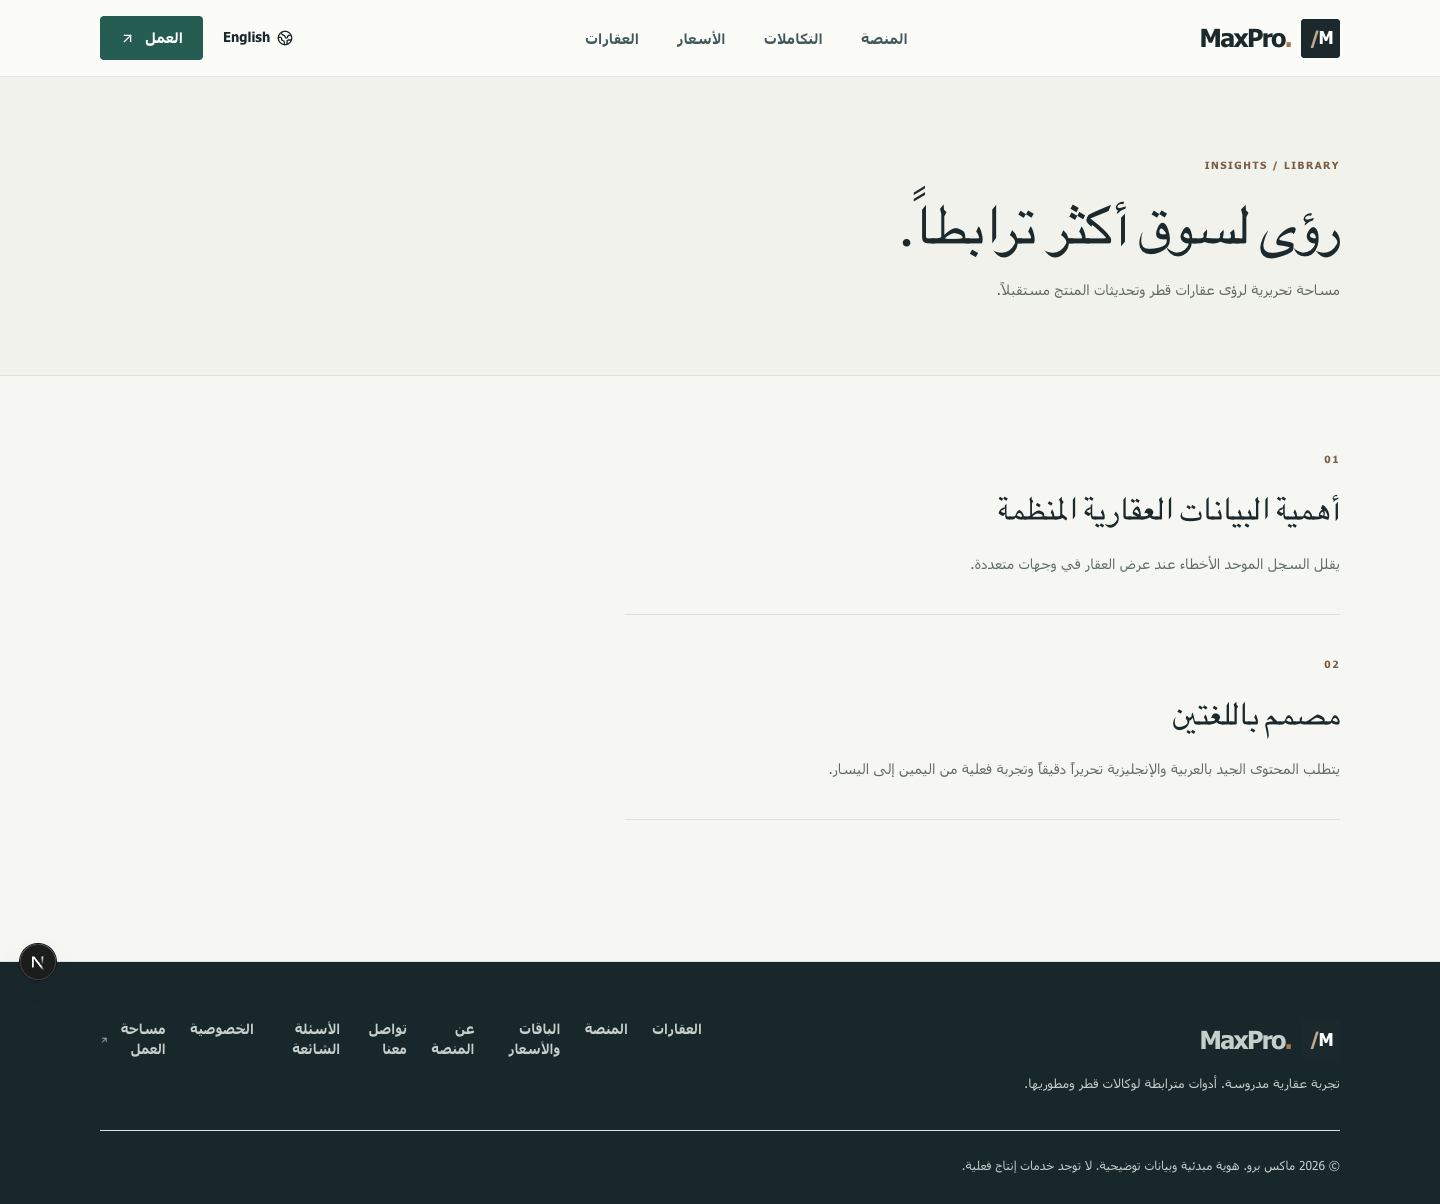 M/ MaxPro.
المنصة
التكاملات
الأسعار
العقارات
English
العمل
INSIGHTS / LIBRARY
رؤى لسوق أكثر ترابطاً.
مساحة تحريرية لرؤى عقارات قطر وتحديثات المنتج مستقبلاً.
01
أهمية البيانات العقارية المنظمة
يقلل السجل الموحد الأخطاء عند عرض العقار في وجهات متعددة.
02
مصمم باللغتين
يتطلب المحتوى الجيد بالعربية والإنجليزية تحريراً دقيقاً وتجربة فعلية من اليمين إلى اليسار.
M/ MaxPro.
تجربة عقارية مدروسة. أدوات مترابطة لوكالات قطر ومطوريها.
العقارات
المنصة
الباقات
والأسعار
عن
المنصة
تواصل
معنا
الأسئلة
الشائعة
الخصوصية
مساحة
العمل
© 2026 ماكس برو. هوية مبدئية وبيانات توضيحية. لا توجد خدمات إنتاج فعلية.
N